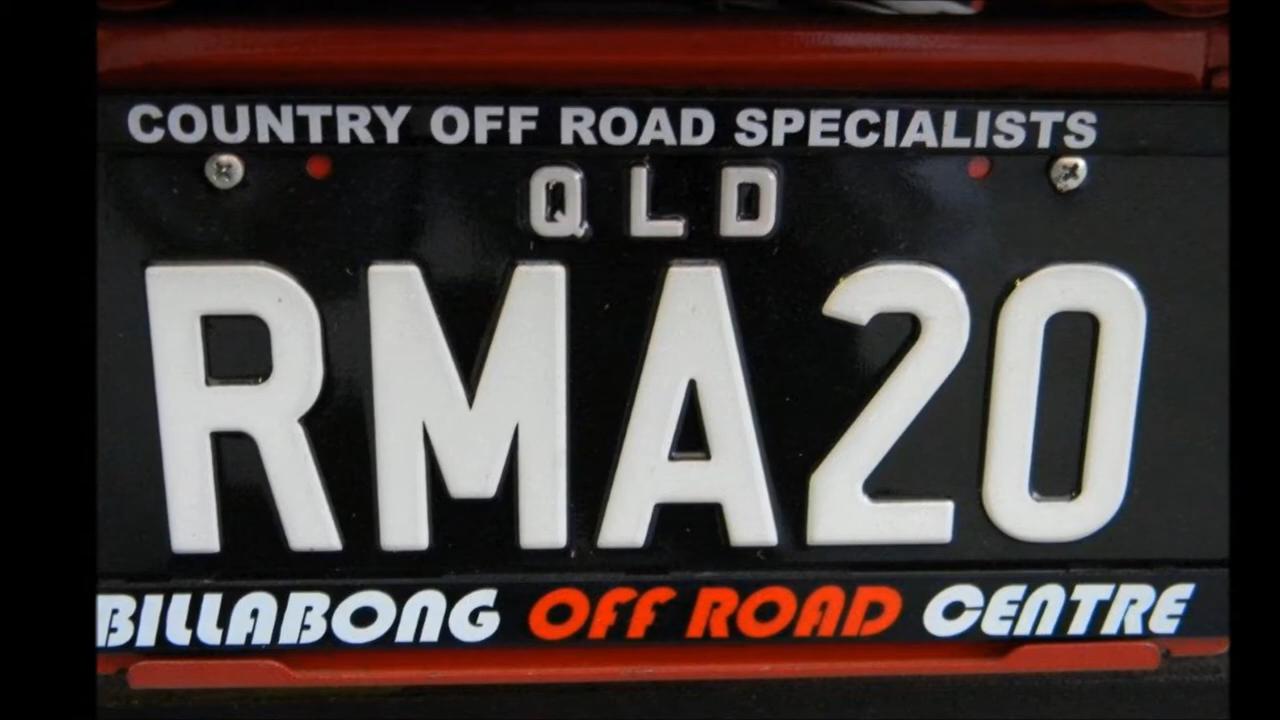 COUNTRY OFF ROAD SPECIALISTS
QLD
RMA20
BILLABONG OFF ROAD CENTRE